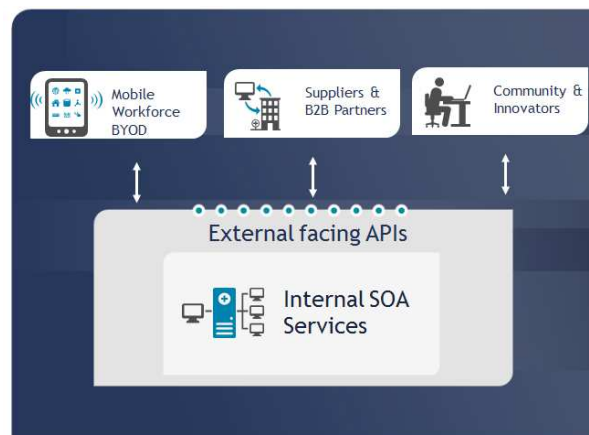 Mobile
Workforce
BYOD
Suppliers &
B2B Partners
Community &
Innovators
External facing APIs
Internal SOA
Services